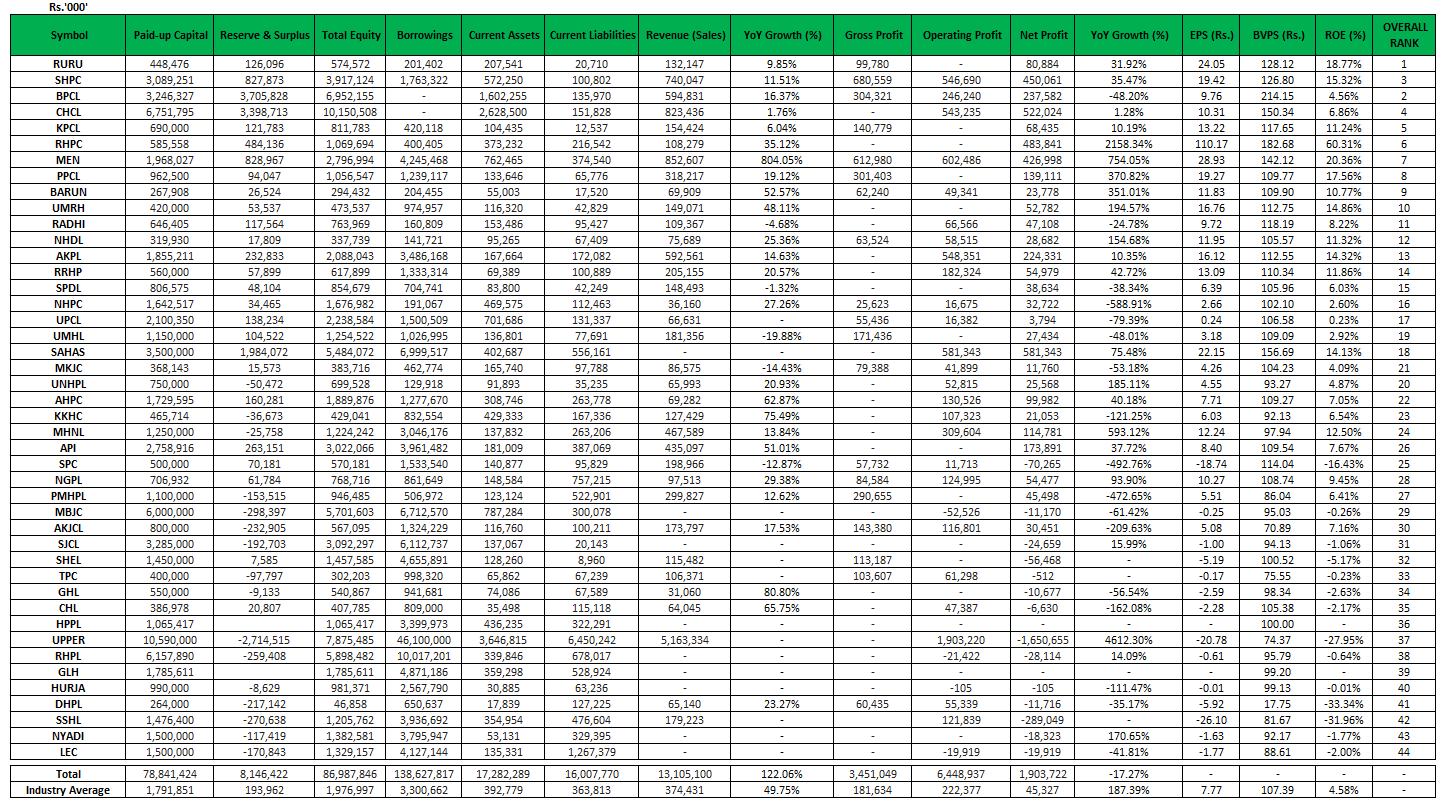 Rs.'000'
Symbol Paid-up Capital Reserve & Surplus Total Equity Borrowings Current Assets Current Liabilities Revenue (Sales) YoY Growth (%) Gross Profit Operating Profit Net Profit YoY Growth (%) EPS (Rs.) BVPS (Rs.) ROE (%) OVERALL RANK
RURU 448,476 126,096 574,572 201,402 207,541 20,710 132,147 9.85% 99,780 - 80,884 31.92% 24.05 128.12 18.77% 1
SHPC 3,089,251 827,873 3,917,124 1,763,322 572,250 100,802 740,047 11.51% 680,559 546,690 450,061 35.47% 19.42 126.80 15.32% 3
BPCL 3,246,327 3,705,828 6,952,155 - 1,602,255 135,970 594,831 16.37% 304,321 246,240 237,582 -48.20% 9.76 214.15 4.56% 2
CHCL 6,751,795 3,398,713 10,150,508 - 2,628,500 151,828 823,436 1.76% - 543,235 522,024 1.28% 10.31 150.34 6.86% 4
KPCL 690,000 121,783 811,783 420,118 104,435 12,537 154,424 6.04% 140,779 - 68,435 10.19% 13.22 117.65 11.24% 5
RHPC 585,558 484,136 1,069,694 400,405 373,232 216,542 108,279 35.12% - - 483,841 2158.34% 110.17 182.68 60.31% 6
MEN 1,968,027 828,967 2,796,994 4,245,468 762,465 374,540 852,607 804.05% 612,980 602,486 426,998 754.05% 28.93 142.12 20.36% 7
PPCL 962,500 94,047 1,056,547 1,239,117 133,646 65,776 318,217 19.12% 301,403 - 139,111 370.82% 19.27 109.77 17.56% 8
BARUN 267,908 26,524 294,432 204,455 55,003 17,520 69,909 52.57% 62,240 49,341 23,778 351.01% 11.83 109.90 10.77% 9
UMRH 420,000 53,537 473,537 974,957 116,320 42,829 149,071 48.11% - - 52,782 194.57% 16.76 112.75 14.86% 10
RADHI 646,405 117,564 763,969 160,809 153,486 95,427 109,367 -4.68% - 66,566 47,108 -24.78% 9.72 118.19 8.22% 11
NHDL 319,930 17,809 337,739 141,721 95,265 67,409 75,689 25.36% 63,524 58,515 28,682 154.68% 11.95 105.57 11.32% 12
AKPL 1,855,211 232,833 2,088,043 3,486,168 167,664 172,082 592,561 14.63% - 548,351 224,331 10.35% 16.12 112.55 14.32% 13
RRHP 560,000 57,899 617,899 1,333,314 69,389 100,889 205,155 20.57% - 182,324 54,979 42.72% 13.09 110.34 11.86% 14
SPDL 806,575 48,104 854,679 704,741 83,800 42,249 148,493 -1.32% - - 38,634 -38.34% 6.39 105.96 6.03% 15
NHPC 1,642,517 34,465 1,676,982 191,067 469,575 112,463 36,160 27.26% 25,623 16,675 32,722 -588.91% 2.66 102.10 2.60% 16
UPCL 2,100,350 138,234 2,238,584 1,500,509 701,686 131,337 66,631 - 55,436 16,382 3,794 -79.39% 0.24 106.58 0.23% 17
UMHL 1,150,000 104,522 1,254,522 1,026,995 136,801 77,691 181,356 -19.88% 171,436 - 27,434 -48.01% 3.18 109.09 2.92% 19
SAHAS 3,500,000 1,984,072 5,484,072 6,999,517 402,687 556,161 - - - 581,343 581,343 75.48% 22.15 156.69 14.13% 18
MKJC 368,143 15,573 383,716 462,774 165,740 97,788 86,575 -14.43% 79,388 41,899 11,760 -53.18% 4.26 104.23 4.09% 21
UNHPL 750,000 -50,472 699,528 129,918 91,893 35,235 65,993 20.93% - 52,815 25,568 185.11% 4.55 93.27 4.87% 20
AHPC 1,729,595 160,281 1,889,876 1,277,670 308,746 263,778 69,282 62.87% - 130,526 99,982 40.18% 7.71 109.27 7.05% 22
KKHC 465,714 -36,673 429,041 832,554 429,333 167,336 127,429 75.49% - 107,323 21,053 -121.25% 6.03 92.13 6.54% 23
MHNL 1,250,000 -25,758 1,224,242 3,046,176 137,832 263,206 467,589 13.84% - 309,604 114,781 593.12% 12.24 97.94 12.50% 24
API 2,758,916 263,151 3,022,066 3,961,482 181,009 387,069 435,097 51.01% - - 173,891 37.72% 8.40 109.54 7.67% 26
SPC 500,000 70,181 570,181 1,533,540 140,877 95,829 198,966 -12.87% 57,732 11,713 -70,265 -492.76% -18.74 114.04 -16.43% 25
NGPL 706,932 61,784 768,716 861,649 148,584 757,215 97,513 29.38% 84,584 124,995 54,477 93.90% 10.27 108.74 9.45% 28
PMHPL 1,100,000 -153,515 946,485 506,972 123,124 522,901 299,827 12.62% 290,655 - 45,498 -472.65% 5.51 86.04 6.41% 27
MBJC 6,000,000 -298,397 5,701,603 6,712,570 787,284 300,078 - - - -52,526 -11,170 -61.42% -0.25 95.03 -0.26% 29
AKJCL 800,000 -232,905 567,095 1,324,229 116,760 100,211 173,797 17.53% 143,380 116,801 30,451 -209.63% 5.08 70.89 7.16% 30
SJCL 3,285,000 -192,703 3,092,297 6,112,737 137,067 20,143 - - - - -24,659 15.99% -1.00 94.13 -1.06% 31
SHEL 1,450,000 7,585 1,457,585 4,655,891 128,260 8,960 115,482 - 113,187 - -56,468 - -5.19 100.52 -5.17% 32
TPC 400,000 -97,797 302,203 998,320 65,862 67,239 106,371 - 103,607 61,298 -512 - -0.17 75.55 -0.23% 33
GHL 550,000 -9,133 540,867 941,681 74,086 67,589 31,060 80.80% - - -10,677 -56.54% -2.59 98.34 -2.63% 34
CHL 386,978 20,807 407,785 809,000 35,498 115,118 64,045 65.75% - 47,387 -6,630 -162.08% -2.28 105.38 -2.17% 35
HPPL 1,065,417 1,065,417 3,399,973 436,235 322,291 - - - - - - - 100.00 - 36
UPPER 10,590,000 -2,714,515 7,875,485 46,100,000 3,646,815 6,450,242 5,163,334 - - 1,903,220 -1,650,655 4612.30% -20.78 74.37 -27.95% 37
RHPL 6,157,890 -259,408 5,898,482 10,017,201 339,846 678,017 - - - -21,422 -28,114 14.09% -0.61 95.79 -0.64% 38
GLH 1,785,611 1,785,611 4,871,186 359,298 528,924 - - - - - - - 99.20 - 39
HURJA 990,000 -8,629 981,371 2,567,790 30,885 63,236 - - - -105 -105 -111.47% -0.01 99.13 -0.01% 40
DHPL 264,000 -217,142 46,858 650,637 17,839 127,225 65,140 23.27% 60,435 55,339 -11,716 -35.17% -5.92 17.75 -33.34% 41
SSHL 1,476,400 -270,638 1,205,762 3,936,692 354,954 476,604 179,223 - - 121,839 -289,049 - -26.10 81.67 -31.96% 42
NYADI 1,500,000 -117,419 1,382,581 3,795,947 53,131 329,395 - - - - -18,323 170.65% -1.63 92.17 -1.77% 43
LEC 1,500,000 -170,843 1,329,157 4,127,144 135,331 1,267,379 - - - -19,919 -19,919 -41.81% -1.77 88.61 -2.00% 44
Total 78,841,424 8,146,422 86,987,846 138,627,817 17,282,289 16,007,770 13,105,100 122.06% 3,451,049 6,448,937 1,903,722 -17.27% - - - -
Industry Average 1,791,851 193,962 1,976,997 3,300,662 392,779 363,813 374,431 49.75% 181,634 222,377 45,327 187.39% 7.77 107.39 4.58% -